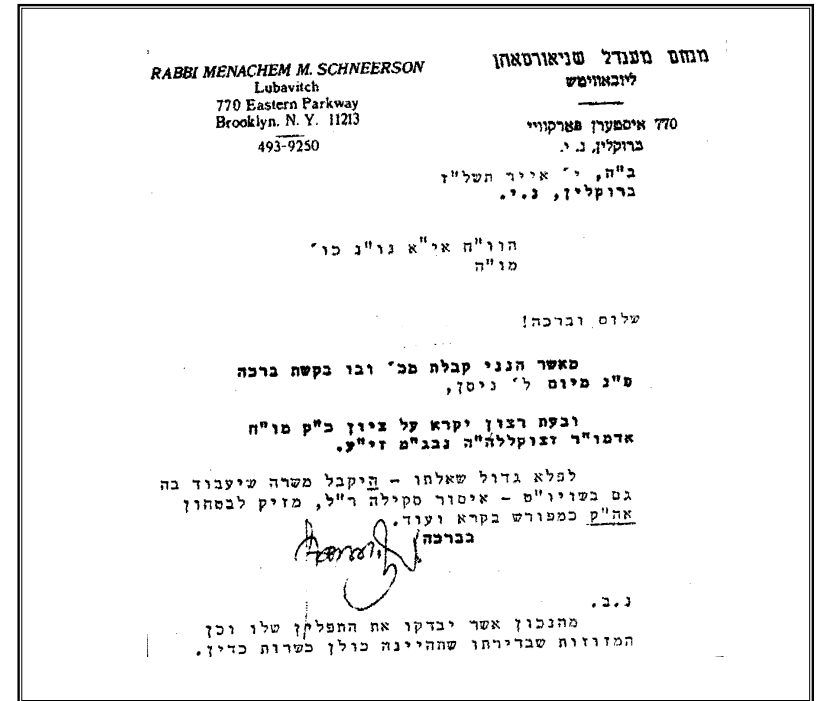 RABBI MENACHEM M. SCHNEERSON
Lubavitch
770 Eastern Parkway
Brooklyn, N. Y. 11213
493-9250
מנחם מענדל שניאורסאהן
ליובאוויטש
770 איסטערן פארקוויי
ברוקלין, נ. י.
ב"ה, י' אייר תשל"ז
ברוקלין, נ.י.
הוו"ח אי"א נו"נ כו'
מו"ה
שלום וברכה!
מאשר הנני קבלת מכ' ובו בקשת ברכה
פ"נ מיום ל' ניסן,
ובעת רצון יקרא על ציון כ"ק מו"ח
אדמו"ר זצוקללה"ה נבג"מ זי"ע.
לפלא גדול שאלתו – היקבל משרה שיעבוד בה
גם בשויו"ט – איסור סקילה ר"ל, מזיק לבטחון
אה"ק כמפורש בקרא ועוד.
בברכה
נ.ב.
מהנכון אשר יבדקו את התפלין שלו וכן
המזוזות שבדירתו שתהיינה כולן כשרות כדין.